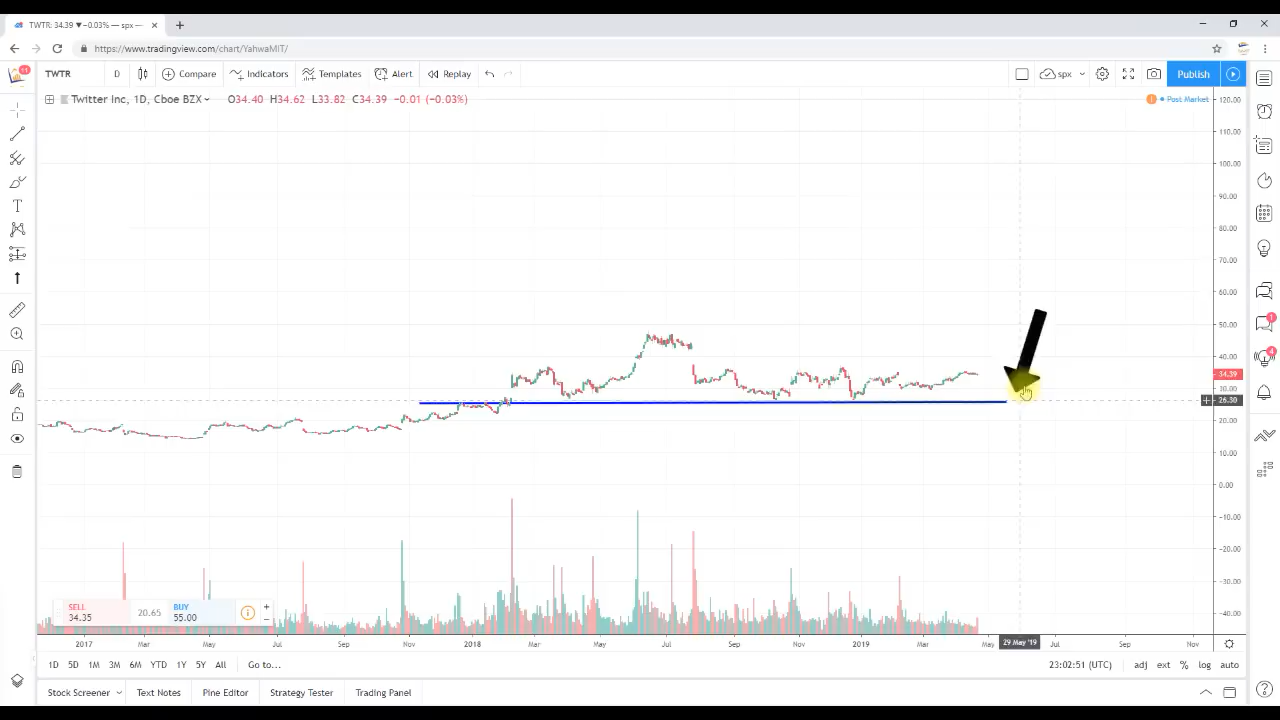 TWTR: 34.39 ▼−0.03% — spx —
https://www.tradingview.com/chart/YahwaMIT/
11
TWTR D Compare Indicators Templates Alert Replay spx Publish
Twitter Inc, 1D, Cboe BZX O34.40 H34.62 L33.82 C34.39 −0.01 (−0.03%)
Post Market
120.00
110.00
100.00
90.00
80.00
70.00
60.00
50.00
40.00
34.39
30.00
26.30
20.00
10.00
0.00
−10.00
−20.00
−30.00
−40.00
1
4
SELL
34.35
20.65
BUY
55.00
2017 Mar May Jul Sep Nov 2018 Mar May Jul Sep Nov 2019 Mar May 29 May '19 Jul Sep Nov
1D 5D 1M 3M 6M YTD 1Y 5Y All Go to... 23:02:51 (UTC) adj ext % log auto
Stock Screener Text Notes Pine Editor Strategy Tester Trading Panel